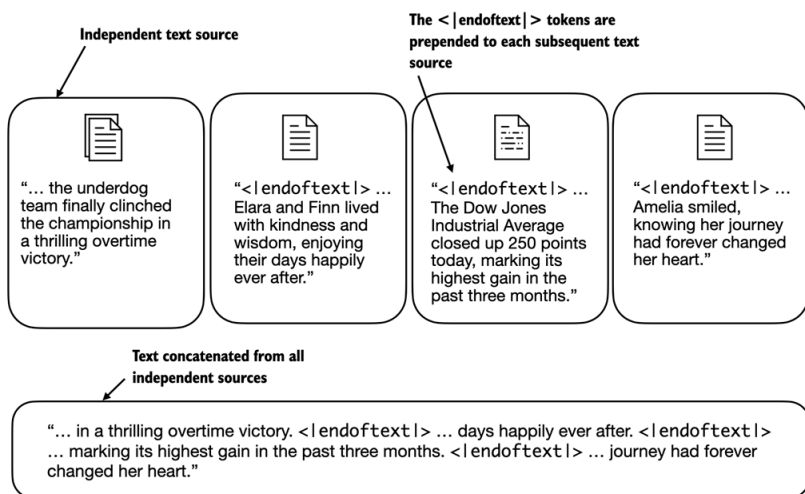 Independent text source
The <|endoftext|> tokens are
prepended to each subsequent text
source
“... the underdog
team finally clinched
the championship in
a thrilling overtime
victory.”
“<|endoftext|> ...
Elara and Finn lived
with kindness and
wisdom, enjoying
their days happily
ever after.”
“<|endoftext|> ...
The Dow Jones
Industrial Average
closed up 250 points
today, marking its
highest gain in the
past three months.”
“<|endoftext|> ...
Amelia smiled,
knowing her journey
had forever changed
her heart.”
Text concatenated from all
independent sources
“... in a thrilling overtime victory. <|endoftext|> ... days happily ever after. <|endoftext|>
... marking its highest gain in the past three months. <|endoftext|> ... journey had forever
changed her heart.”